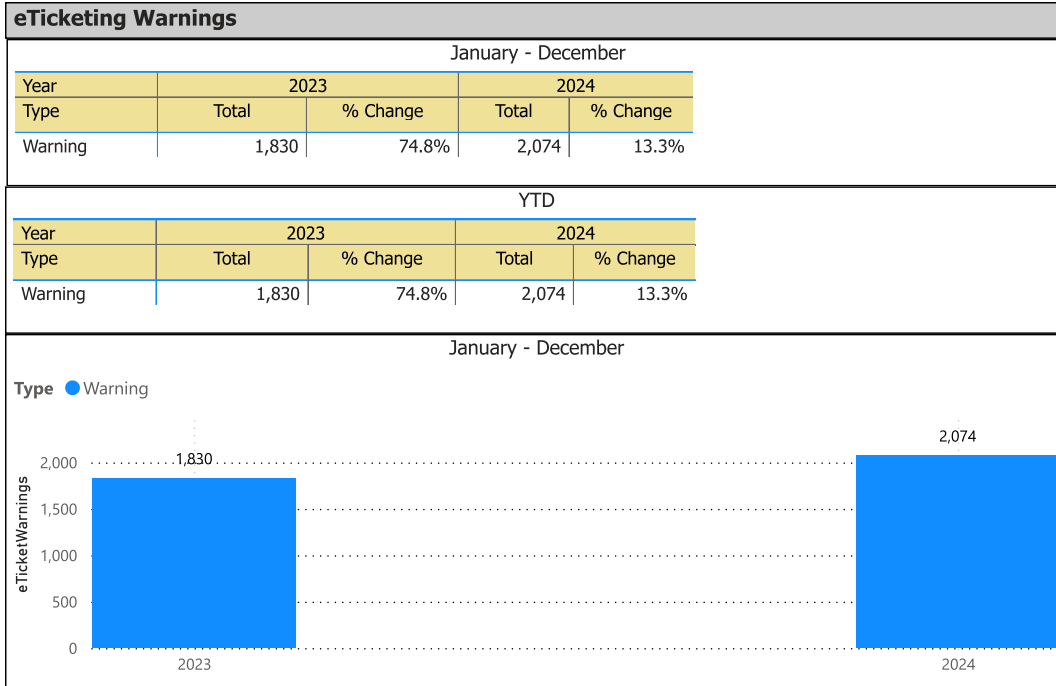 eTicketing Warnings
January - December
Year 2023 2024
Type Total % Change Total % Change
Warning 1,830 74.8% 2,074 13.3%
YTD
Year 2023 2024
Type Total % Change Total % Change
Warning 1,830 74.8% 2,074 13.3%
January - December
Type Warning
2,074
1,830
2,000
1,500
1,000
500
0
eTicketWarnings
2023 2024